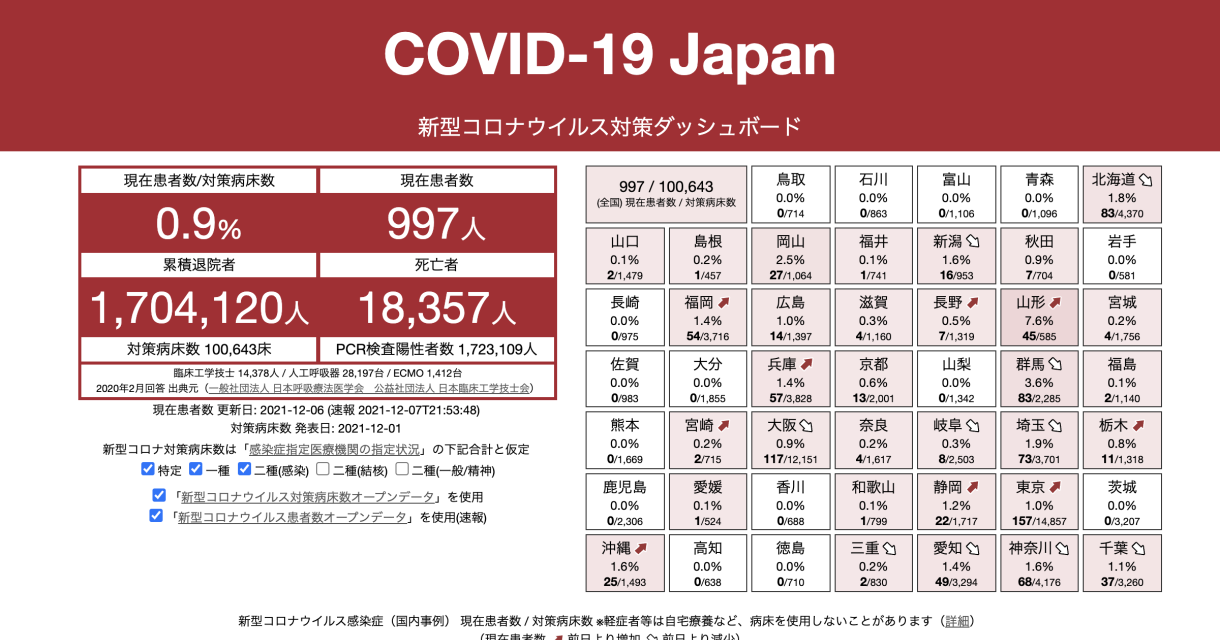 COVID-19 Japan
新型コロナウイルス対策ダッシュボード
現在患者数/対策病床数
現在患者数
0.9%
997人
累積退院者
死亡者
1,704,120人
18,357人
対策病床数 100,643床
PCR検査陽性者数 1,723,109人
臨床工学技士 14,378人 / 人工呼吸器 28,197台 / ECMO 1,412台
2020年2月回答 出典元（一般社団法人 日本呼吸療法医学会　公益社団法人 日本臨床工学技士会）
現在患者数 更新日: 2021-12-06 (速報 2021-12-07T21:53:48)
対策病床数 発表日: 2021-12-01
新型コロナ対策病床数は「感染症指定医療機関の指定状況」の下記合計と仮定
特定 一種 二種(感染) 二種(結核) 二種(一般/精神)
「新型コロナウイルス対策病床数オープンデータ」を使用
「新型コロナウイルス患者数オープンデータ」を使用(速報)
997 / 100,643
(全国) 現在患者数 / 対策病床数
鳥取
0.0%
0/714
石川
0.0%
0/863
富山
0.0%
0/1,106
青森
0.0%
0/1,096
北海道
1.8%
83/4,370
山口
0.1%
2/1,479
島根
0.2%
1/457
岡山
2.5%
27/1,064
福井
0.1%
1/741
新潟
1.6%
16/953
秋田
0.9%
7/704
岩手
0.0%
0/581
長崎
0.0%
0/975
福岡
1.4%
54/3,716
広島
1.0%
14/1,397
滋賀
0.3%
4/1,160
長野
0.5%
7/1,319
山形
7.6%
45/585
宮城
0.2%
4/1,756
佐賀
0.0%
0/983
大分
0.0%
0/1,855
兵庫
1.4%
57/3,828
京都
0.6%
13/2,001
山梨
0.0%
0/1,342
群馬
3.6%
83/2,285
福島
0.1%
2/1,140
熊本
0.0%
0/1,669
宮崎
0.2%
2/715
大阪
0.9%
117/12,151
奈良
0.2%
4/1,617
岐阜
0.3%
8/2,503
埼玉
1.9%
73/3,701
栃木
0.8%
11/1,318
鹿児島
0.0%
0/2,306
愛媛
0.1%
1/524
香川
0.0%
0/688
和歌山
0.1%
1/799
静岡
1.2%
22/1,717
東京
1.0%
157/14,857
茨城
0.0%
0/3,207
沖縄
1.6%
25/1,493
高知
0.0%
0/638
徳島
0.0%
0/710
三重
0.2%
2/830
愛知
1.4%
49/3,294
神奈川
1.6%
68/4,176
千葉
1.1%
37/3,260
新型コロナウイルス感染症（国内事例） 現在患者数 / 対策病床数 ※軽症者等は自宅療養など、病床を使用しないことがあります（詳細）
（現在患者数 前日より増加 前日より減少）